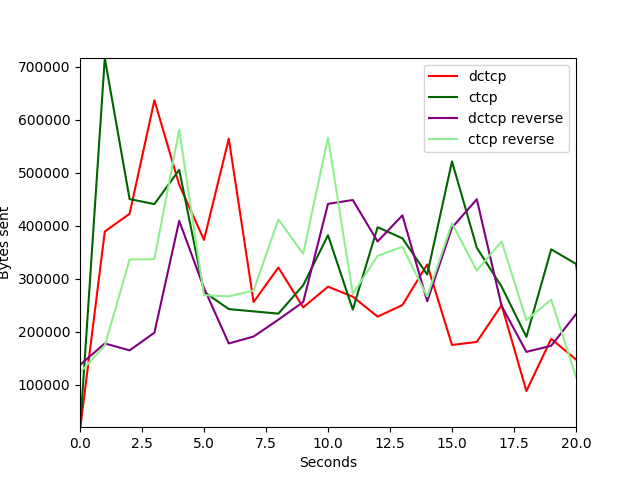 700000
600000
500000
400000
300000
200000
100000
Bytes sent
dctcp
ctcp
dctcp reverse
ctcp reverse
0.0 2.5 5.0 7.5 10.0 12.5 15.0 17.5 20.0
Seconds